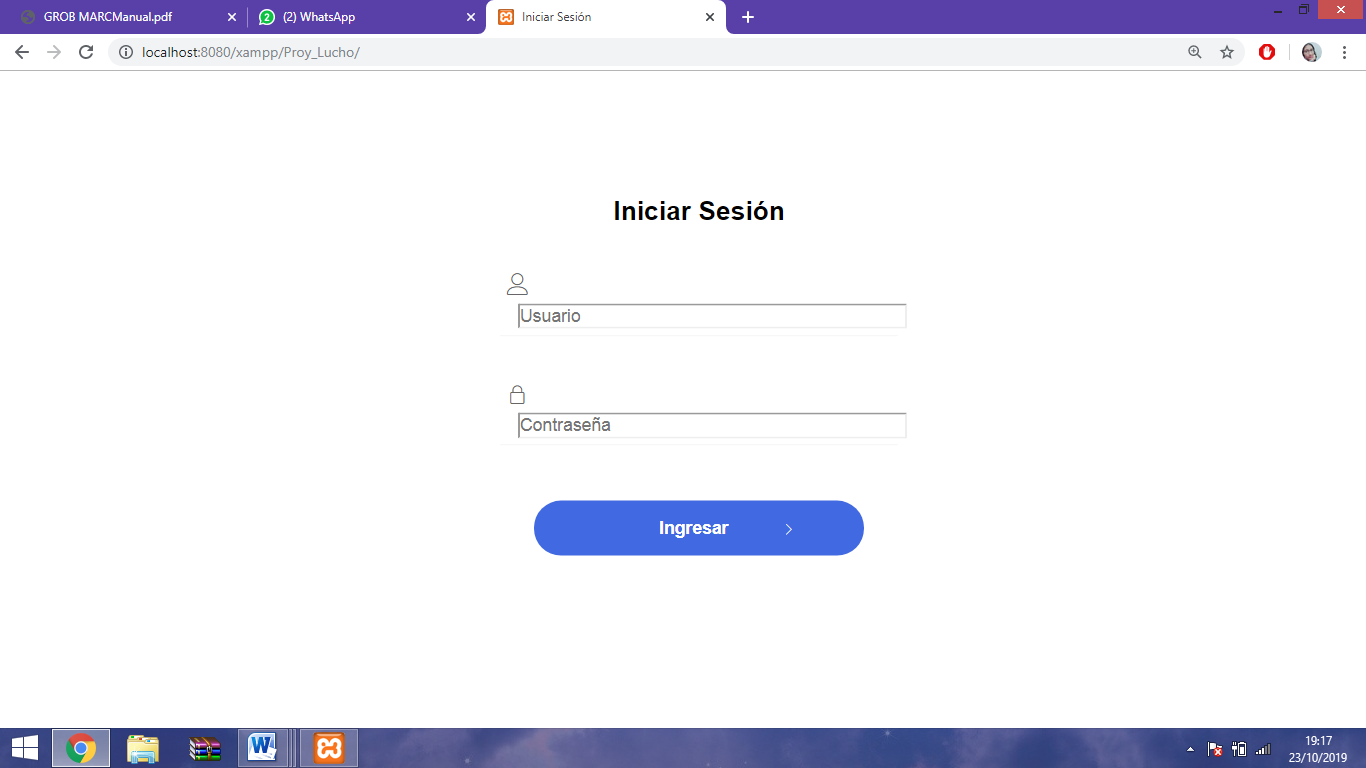 GROB MARCManual.pdf
(2) WhatsApp
Iniciar Sesión
localhost:8080/xampp/Proy_Lucho/
Iniciar Sesión
Usuario
Contraseña
Ingresar
19:17
23/10/2019